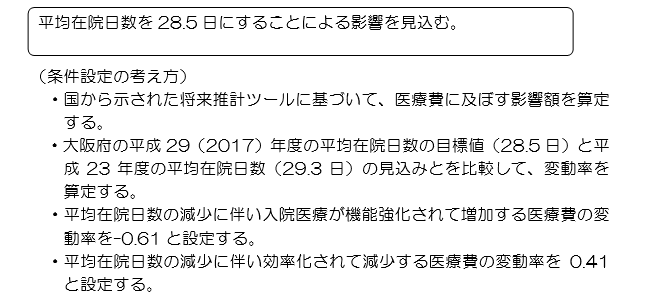 平均在院日数を 28.5 日にすることによる影響を見込む。
（条件設定の考え方）
・国から示された将来推計ツールに基づいて、医療費に及ぼす影響額を算定
する。
・大阪府の平成 29（2017）年度の平均在院日数の目標値（28.5 日）と平
成 23 年度の平均在院日数（29.3 日）の見込みとを比較して、変動率を
算定する。
・平均在院日数の減少に伴い入院医療が機能強化されて増加する医療費の変
動率を-0.61 と設定する。
・平均在院日数の減少に伴い効率化されて減少する医療費の変動率を 0.41
と設定する。